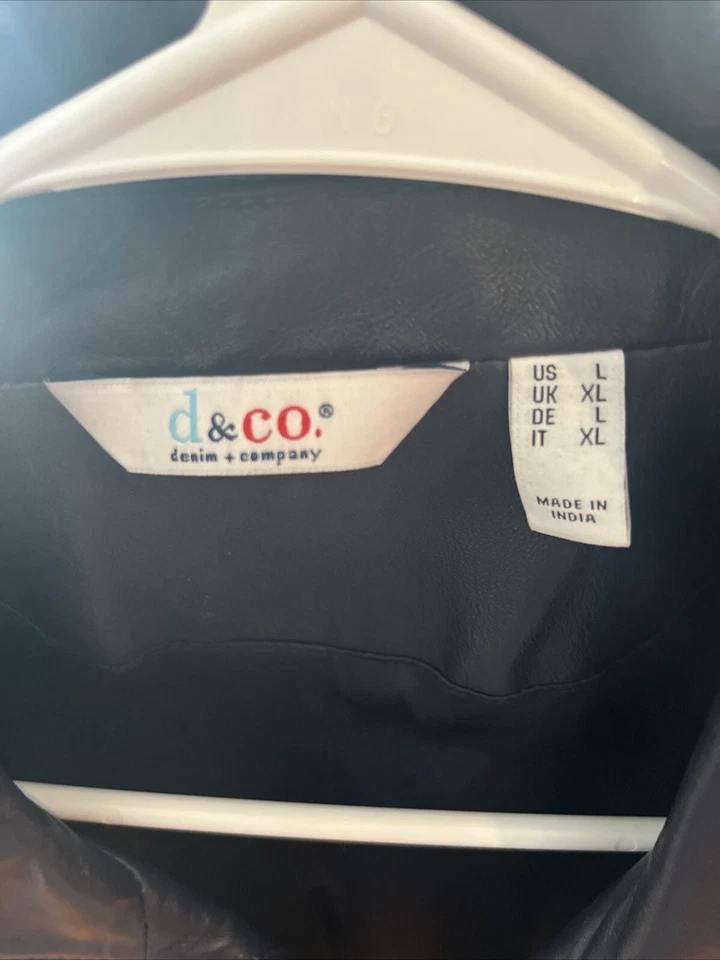 d&co.®
denim + company
US L
UK XL
DE L
IT XL
MADE IN
INDIA